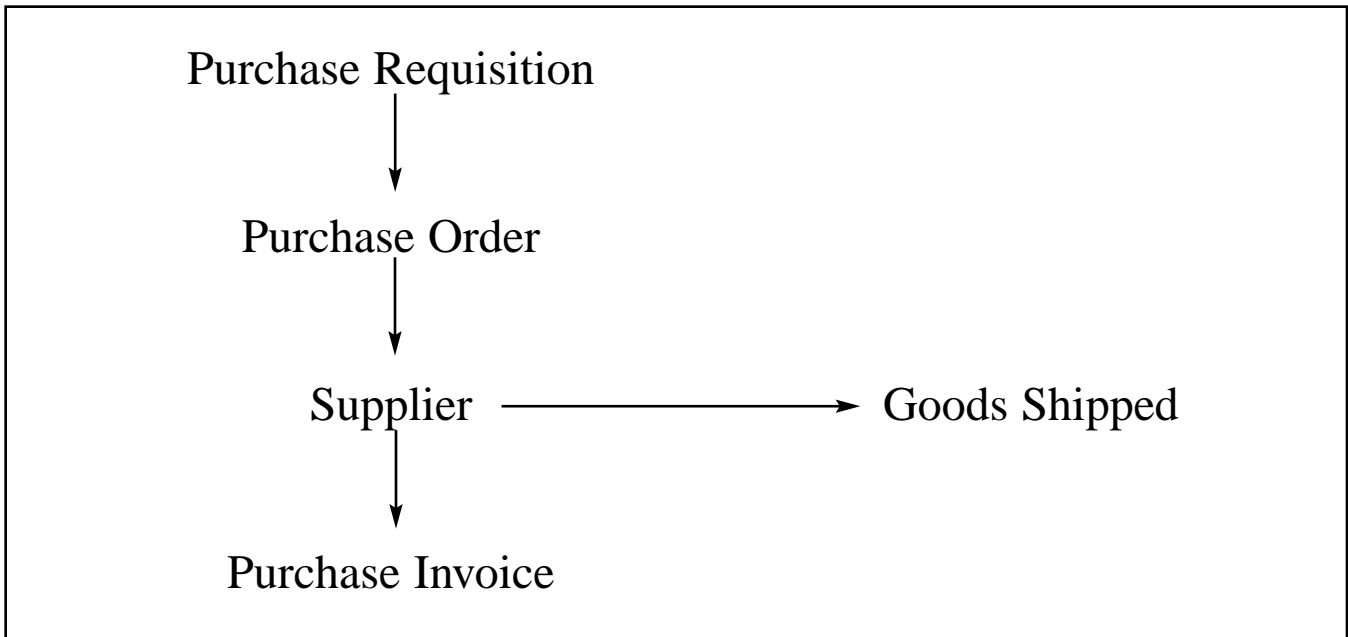 Purchase Requisition
Purchase Order
Supplier
Goods Shipped
Purchase Invoice